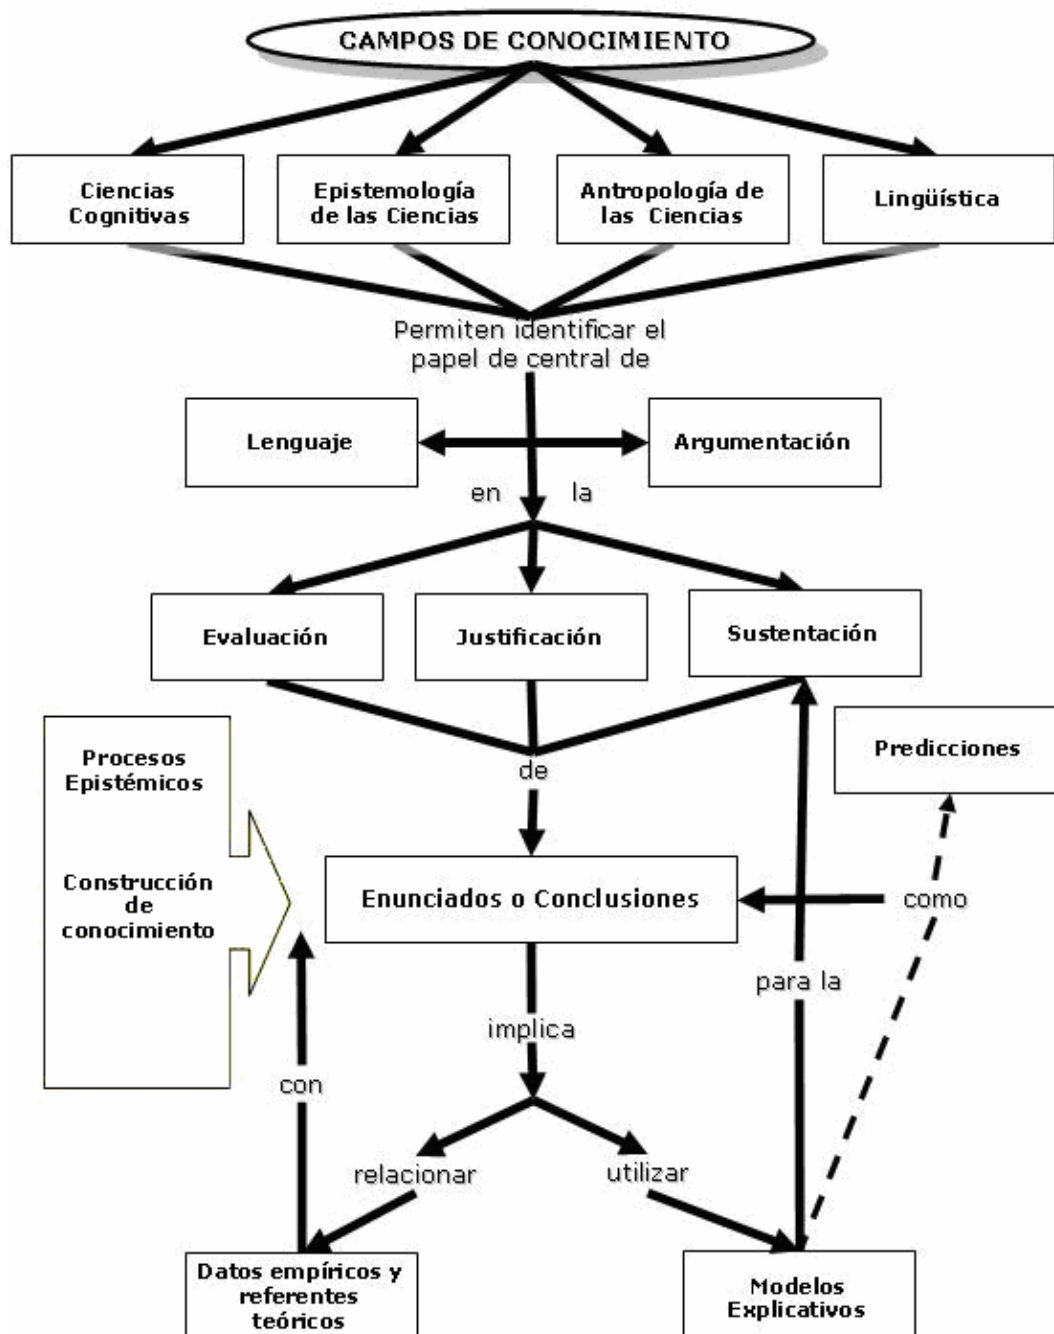 CAMPOS DE CONOCIMIENTO
Ciencias
Cognitivas
Epistemología
de las Ciencias
Antropología de
las Ciencias
Lingüística
Permiten identificar el
papel de central de
Lenguaje
Argumentación
en la
Evaluación
Justificación
Sustentación
Procesos
Epistémicos
Construcción
de
conocimiento
de
Predicciones
Enunciados o Conclusiones
como
para la
implica
con
relacionar
utilizar
Datos empíricos y
referentes
teóricos
Modelos
Explicativos